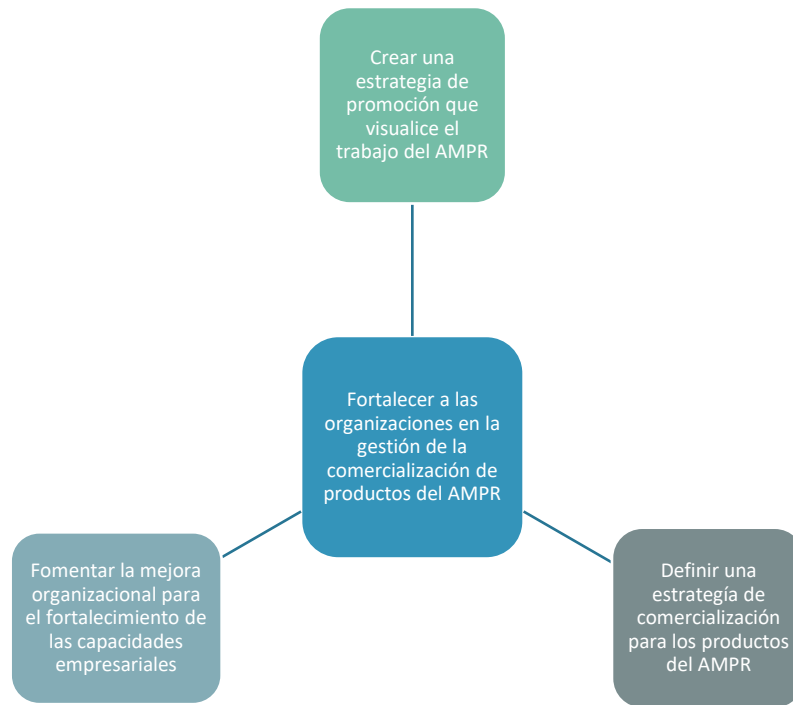 Crear una
estrategia de
promoción que
visualice el
trabajo del AMPR
Fortalecer a las
organizaciones en la
gestión de la
comercialización de
productos del AMPR
Fomentar la mejora
organizacional para
el fortalecimiento de
las capacidades
empresariales
Definir una
estrategía de
comercialización
para los productos
del AMPR